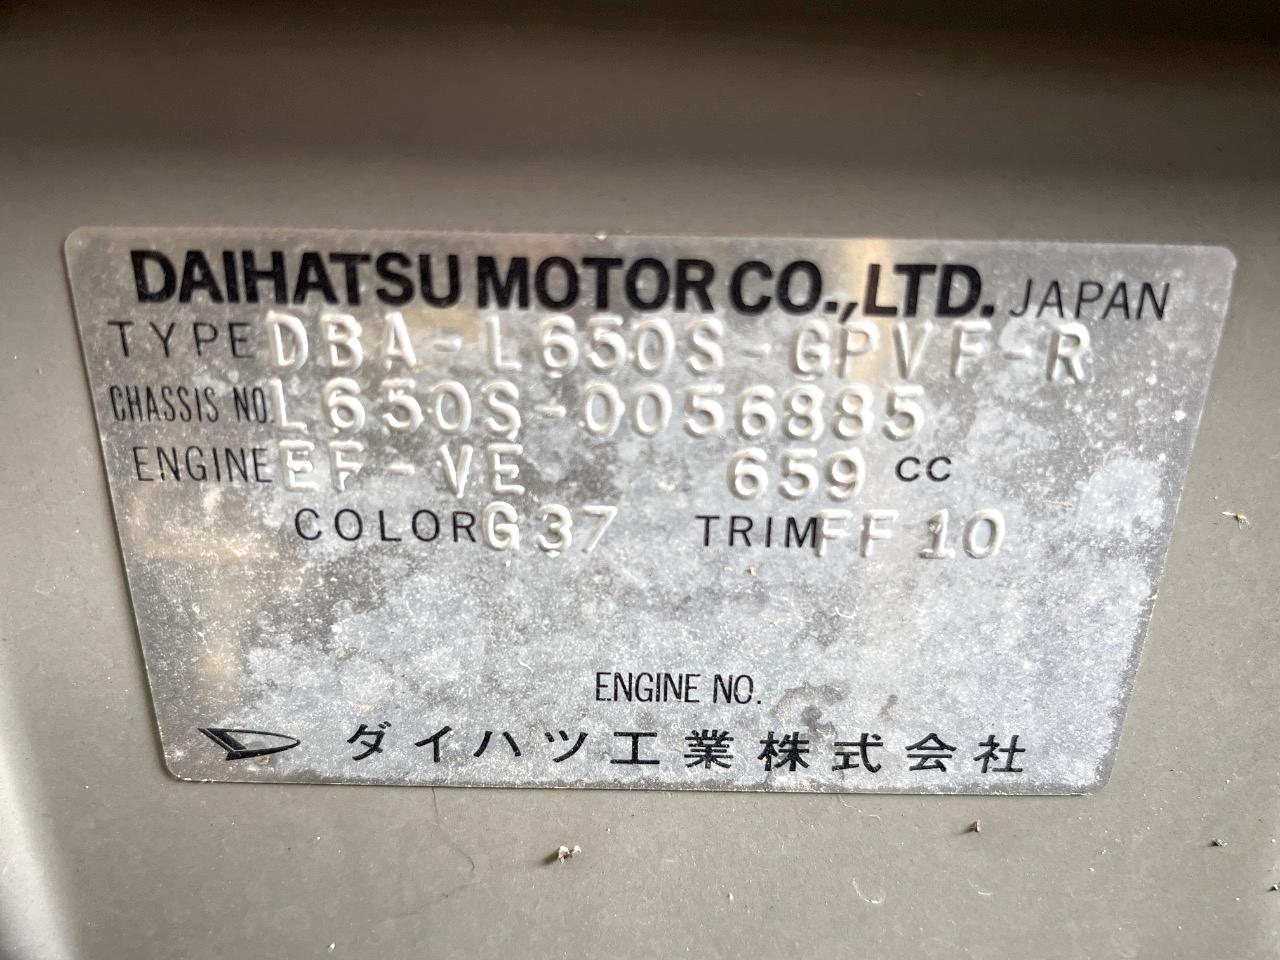 DAIHATSU MOTOR CO.,LTD. JAPAN
TYPE DBA-L650S-GPVF-R
CHASSIS NO. L650S-0056885
ENGINE EF-VE 659 CC
COLOR G37 TRIM FF10
ENGINE NO.
ダイハツ工業株式会社